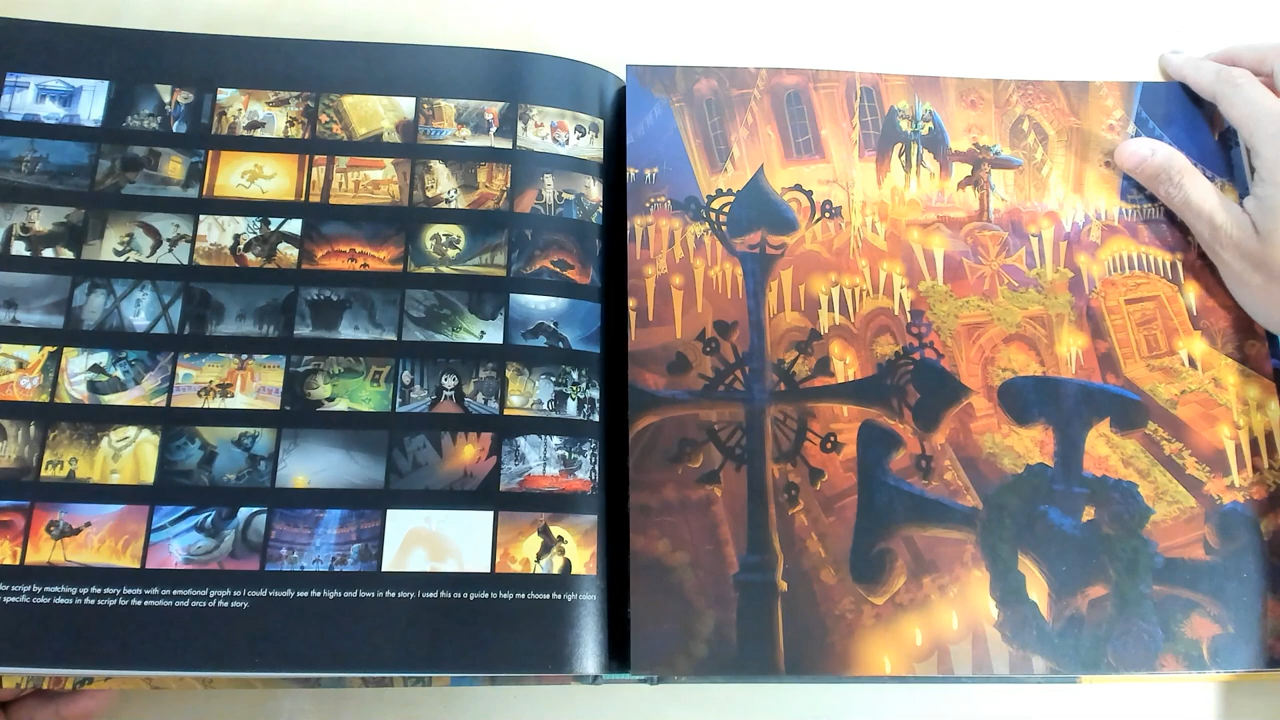 lor script by matching up the story beats with an emotional graph so I could visually see the highs and lows in the story. I used this as a guide to help me choose the right colors
specific color ideas in the script for the emotion and arcs of the story.